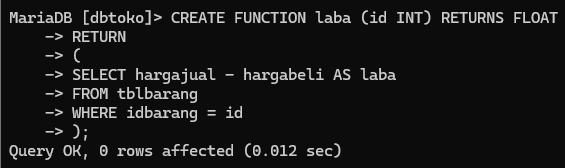 MariaDB [dbtoko]> CREATE FUNCTION laba (id INT) RETURNS FLOAT
    -> RETURN
    -> (
    -> SELECT hargajual - hargabeli AS laba
    -> FROM tblbarang
    -> WHERE idbarang = id
    -> );
Query OK, 0 rows affected (0.012 sec)